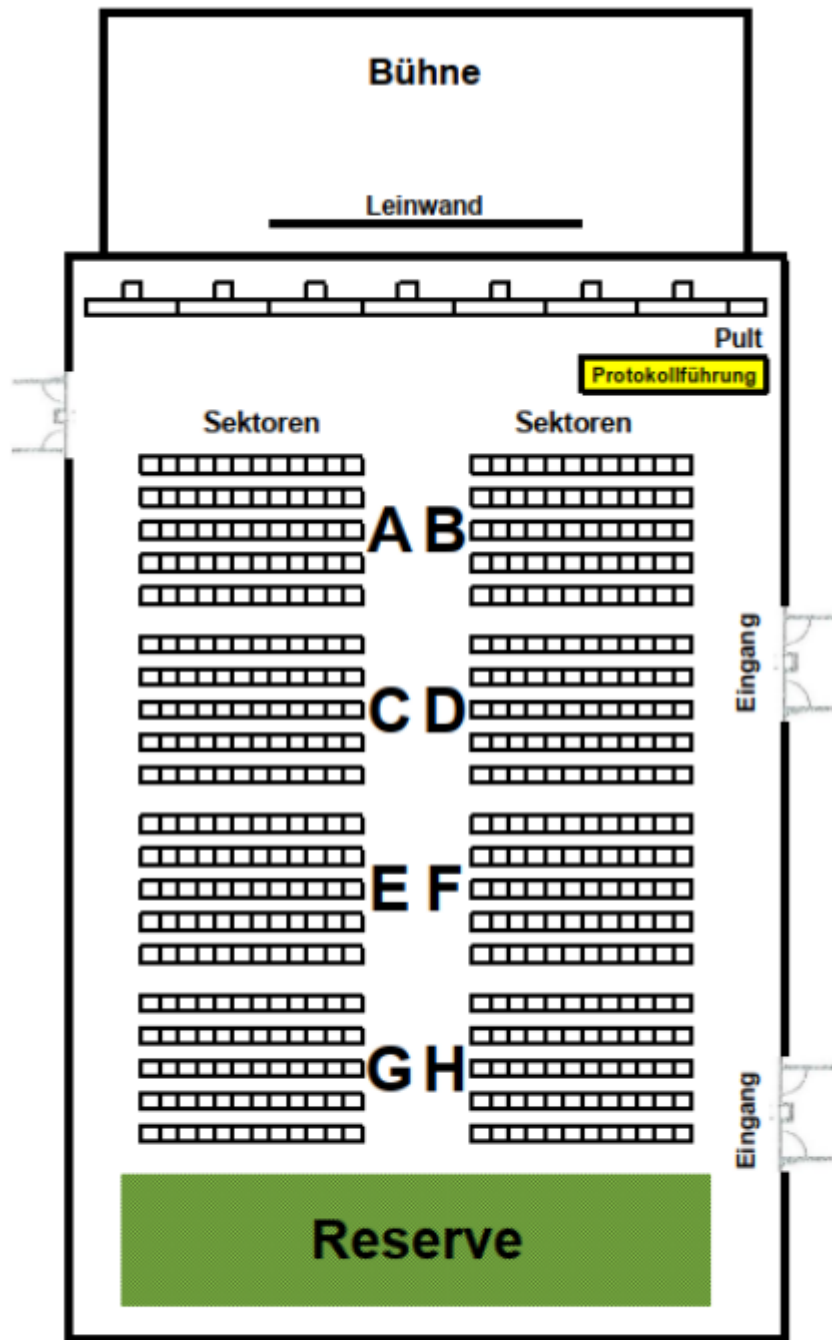 Bühne
Leinwand
Pult
Protokollführung
Sektoren Sektoren
A B
C D
Eingang
E F
G H
Eingang
Reserve